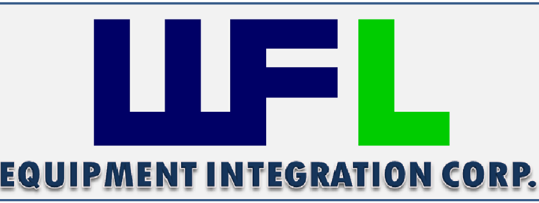 WFL
EQUIPMENT INTEGRATION CORP.